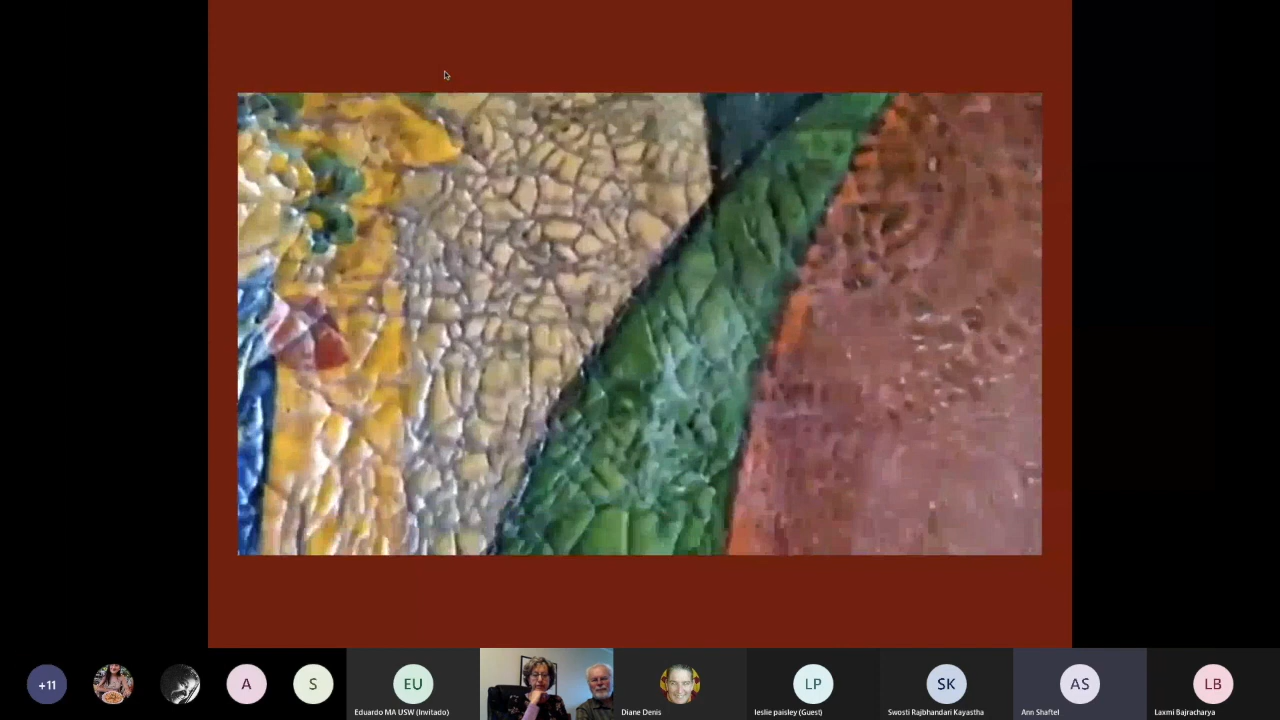 +11
A
S
EU
Eduardo MA USW (Invitado)
Diane Denis
LP
leslie paisley (Guest)
SK
Swosti Rajbhandari Kayastha
AS
Ann Shaftel
LB
Laxmi Bajracharya